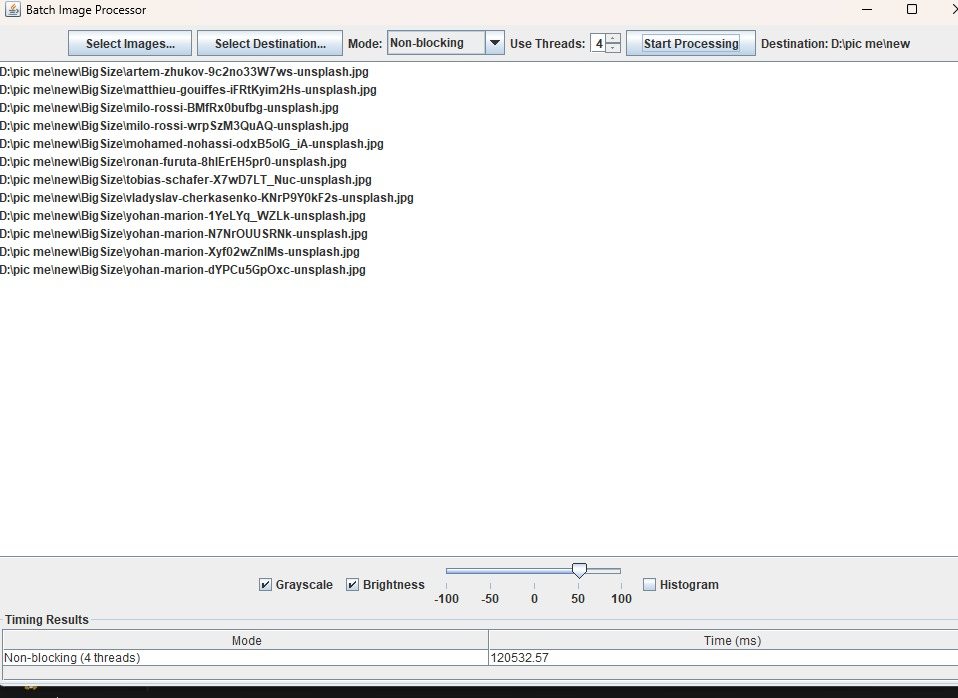 Batch Image Processor
Select Images... Select Destination... Mode: Non-blocking Use Threads: 4 Start Processing Destination: D:\pic me\new
D:\pic me\new\BigSize\artem-zhukov-9c2no33W7ws-unsplash.jpg
D:\pic me\new\BigSize\matthieu-gouiffes-iFRtKyim2Hs-unsplash.jpg
D:\pic me\new\BigSize\milo-rossi-BMfRx0bufbg-unsplash.jpg
D:\pic me\new\BigSize\milo-rossi-wrpSzM3QuAQ-unsplash.jpg
D:\pic me\new\BigSize\mohamed-nohassi-odxB5oIG_iA-unsplash.jpg
D:\pic me\new\BigSize\ronan-furuta-8hlErEH5pr0-unsplash.jpg
D:\pic me\new\BigSize\tobias-schafer-X7wD7LT_Nuc-unsplash.jpg
D:\pic me\new\BigSize\vladyslav-cherkasenko-KNrP9Y0kF2s-unsplash.jpg
D:\pic me\new\BigSize\yohan-marion-1YeLYq_WZLk-unsplash.jpg
D:\pic me\new\BigSize\yohan-marion-N7NrOUUSRNk-unsplash.jpg
D:\pic me\new\BigSize\yohan-marion-Xyf02wZnlMs-unsplash.jpg
D:\pic me\new\BigSize\yohan-marion-dYPCu5GpOxc-unsplash.jpg
Grayscale Brightness Histogram
-100 -50 0 50 100
Timing Results
Mode Time (ms)
Non-blocking (4 threads) 120532.57